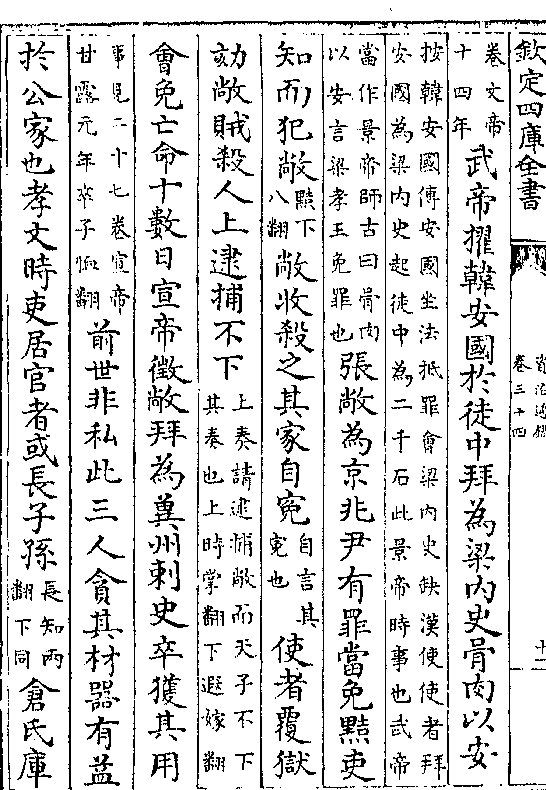 欽定四庫全書
資治通鑑
卷三十四
十二
卷文帝
十四年
武帝擢韓安國於徒中拜為梁內史骨肉以安
按韓安國傳安國坐法抵罪會梁內史缺漢使使者拜
安國為梁內史起徒中為二千石此景帝時事也武帝
當作景帝師古曰骨肉
以安言梁孝王免罪也
張敞為京兆尹有罪當免黠吏
知而犯敞
黠下
八翻
敞收殺之其家自冤
自言其
冤也
使者覆獄
劾敞賊殺人上逮捕不下
上奏請逮捕敞而天子不下
其奏也上時掌翻下遐嫁翻
會免亡命十數日宣帝徵敞拜為冀州刺史卒獲其用
事見二十七卷宣帝
甘露元年卒子恤翻
前世非私此三人貪其材器有益
於公家也孝文時吏居官者或長子孫
長知兩
翻下同
倉氏庫